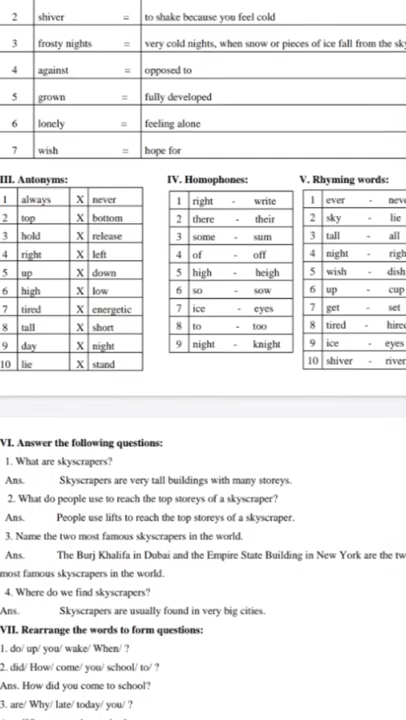 2 shiver = to shake because you feel cold
3 frosty nights = very cold nights, when snow or pieces of ice fall from the sky
4 against = opposed to
5 grown = fully developed
6 lonely = feeling alone
7 wish = hope for
III. Antonyms:
1 always X never
2 top X bottom
3 hold X release
4 right X left
5 up X down
6 high X low
7 tired X energetic
8 tall X short
9 day X night
10 lie X stand
IV. Homophones:
1 right - write
2 there - their
3 some - sum
4 of - off
5 high - heigh
6 so - sow
7 ice - eyes
8 to - too
9 night - knight
V. Rhyming words:
1 ever - neve
2 sky - lie
3 tall - all
4 night - righ
5 wish - dish
6 up - cup
7 get - set
8 tired - hired
9 ice - eyes
10 shiver - river
VI. Answer the following questions:
1. What are skyscrapers?
Ans. Skyscrapers are very tall buildings with many storeys.
2. What do people use to reach the top storeys of a skyscraper?
Ans. People use lifts to reach the top storeys of a skyscraper.
3. Name the two most famous skyscrapers in the world.
Ans. The Burj Khalifa in Dubai and the Empire State Building in New York are the tw
most famous skyscrapers in the world.
4. Where do we find skyscrapers?
Ans. Skyscrapers are usually found in very big cities.
VII. Rearrange the words to form questions:
1. do/ up/ you/ wake/ When/ ?
2. did/ How/ come/ you/ school/ to/ ?
Ans. How did you come to school?
3. are/ Why/ late/ today/ you/ ?